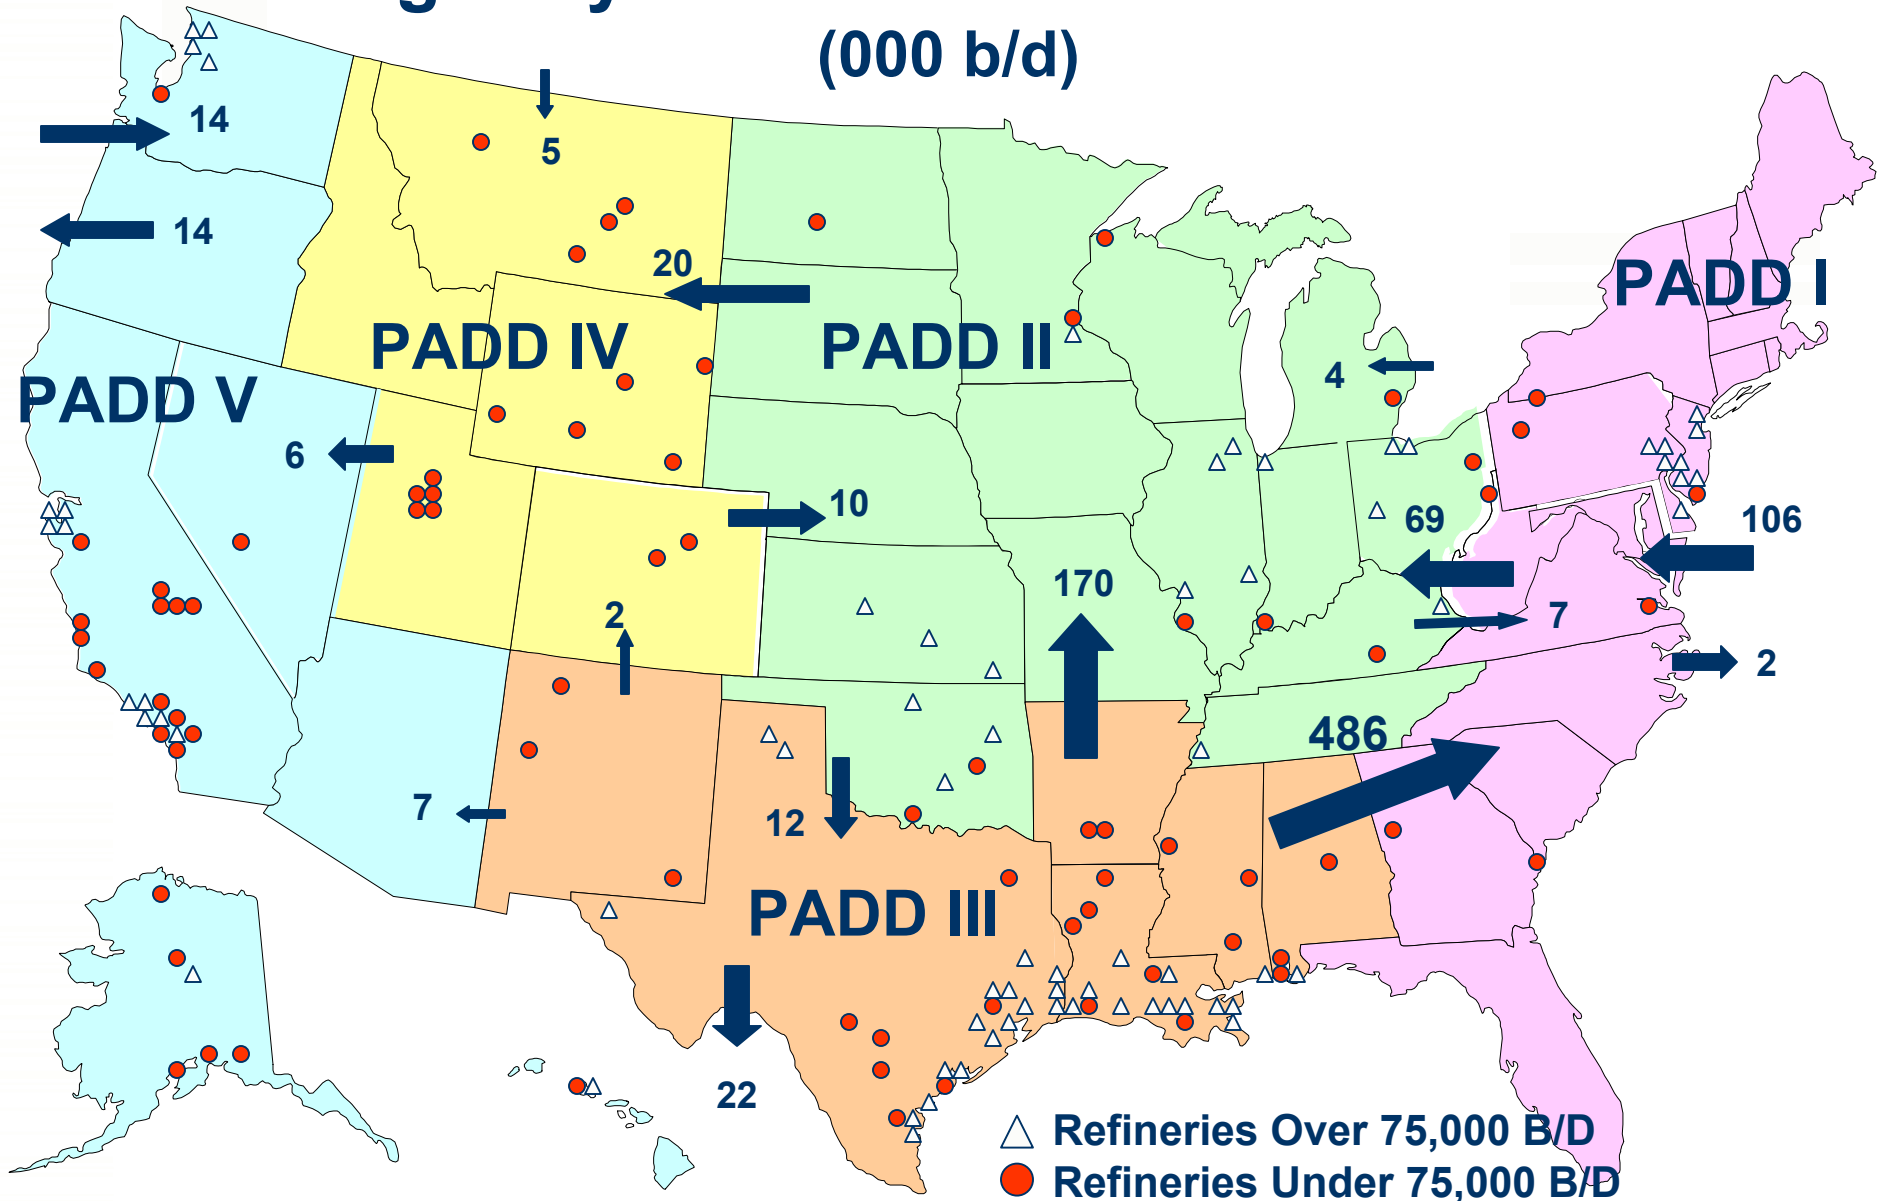 (000 b/d)
14
5
14
20
PADD I
PADD IV
PADD II
4
PADD V
6
10
69
106
170
2
7
2
486
7
12
PADD III
22
Refineries Over 75,000 B/D
Refineries Under 75,000 B/D